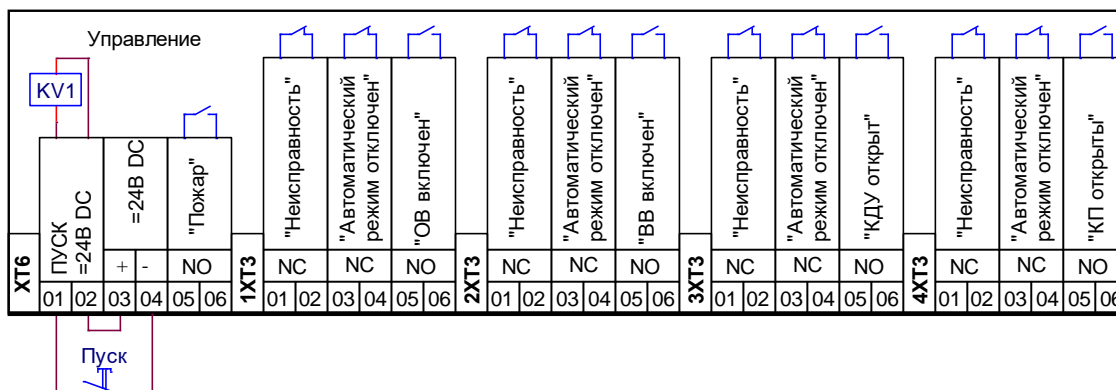 Управление
KV1
XT6
ПУСК
=24В DC
=24В DC
"Пожар"
+
-
NO
01
02
03
04
05
06
1XT3
"Неисправность"
"Автоматический
режим отключен"
"ОВ включен"
NC
NC
NO
01
02
03
04
05
06
2XT3
"Неисправность"
"Автоматический
режим отключен"
"ВВ включен"
NC
NC
NO
01
02
03
04
05
06
3XT3
"Неисправность"
"Автоматический
режим отключен"
"КДУ открыт"
NC
NC
NO
01
02
03
04
05
06
4XT3
"Неисправность"
"Автоматический
режим отключен"
"КП открыты"
NC
NC
NO
01
02
03
04
05
06
Пуск